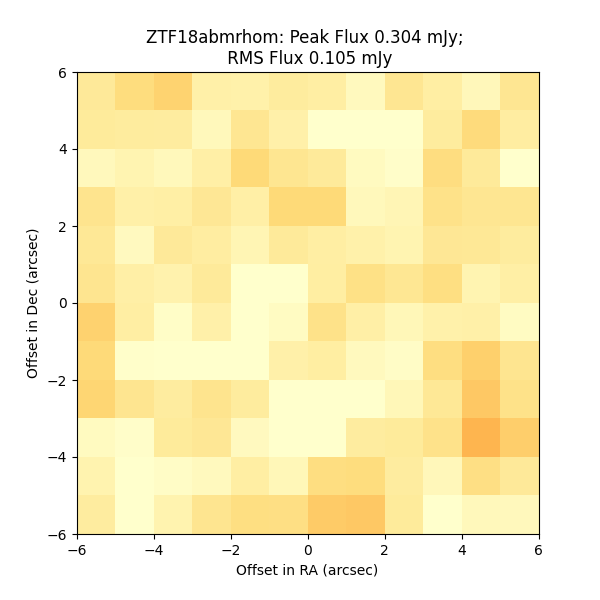 ZTF18abmrhom: Peak Flux 0.304 mJy;
RMS Flux 0.105 mJy
6
4
2
0
−2
−4
−6
Offset in Dec (arcsec)
−6 −4 −2 0 2 4 6
Offset in RA (arcsec)